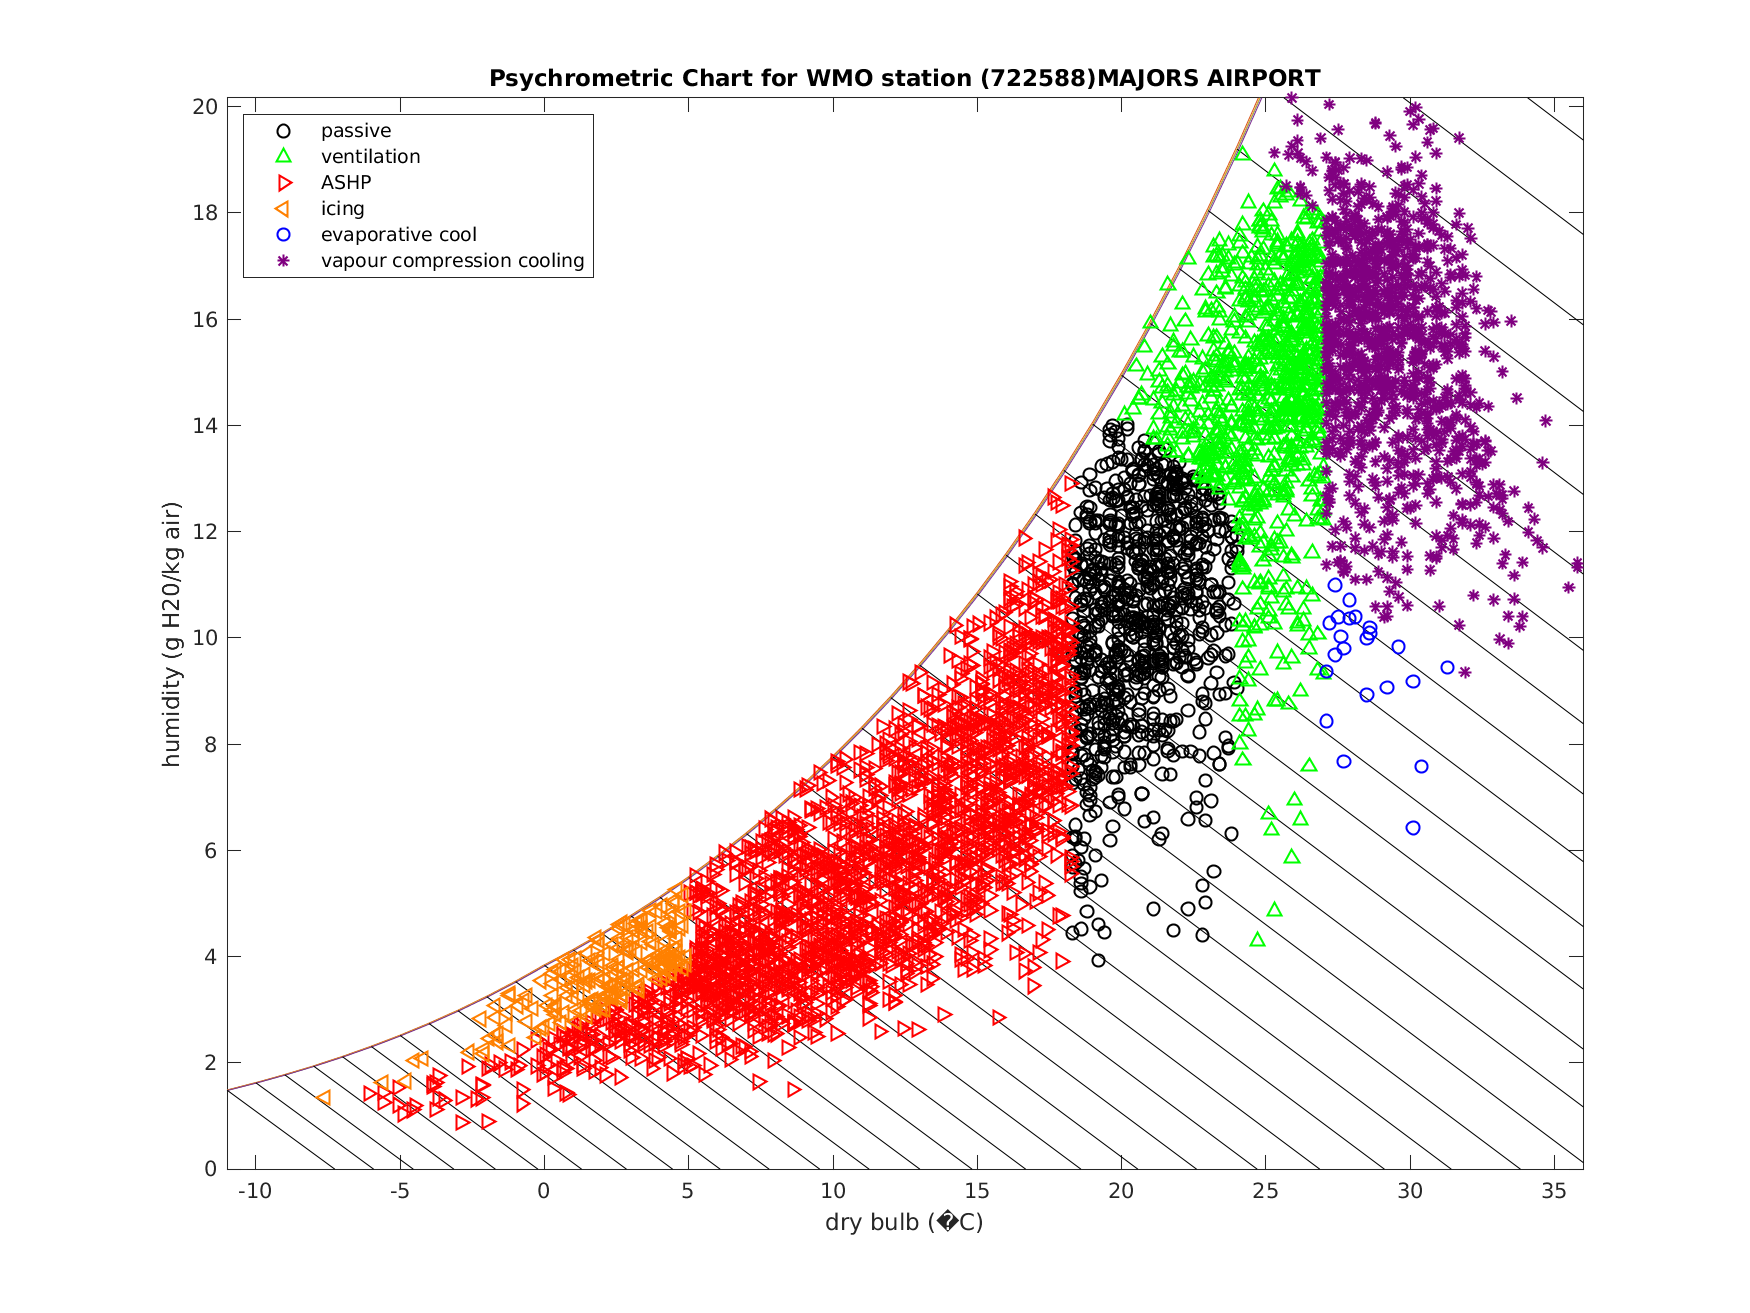 Psychrometric Chart for WMO station (722588)MAJORS AIRPORT
passive
ventilation
ASHP
icing
evaporative cool
vapour compression cooling
20
18
16
14
12
10
8
6
4
2
0
humidity (g H20/kg air)
-10 -5 0 5 10 15 20 25 30 35
dry bulb (�C)